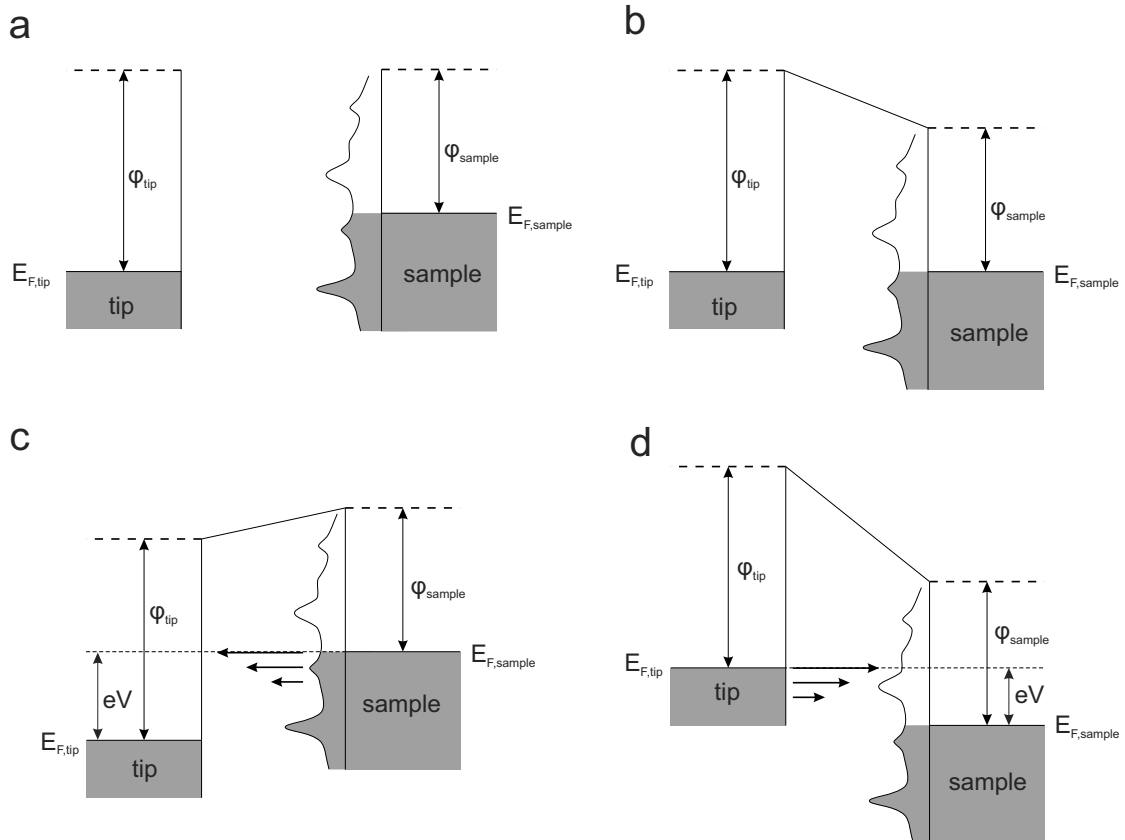 a
φtip
φsample
EF,sample
EF,tip
tip
sample
b
φtip
φsample
EF,tip
EF,sample
tip
sample
c
φtip
φsample
EF,sample
eV
sample
EF,tip
tip
d
φtip
φsample
EF,tip
tip
eV
EF,sample
sample